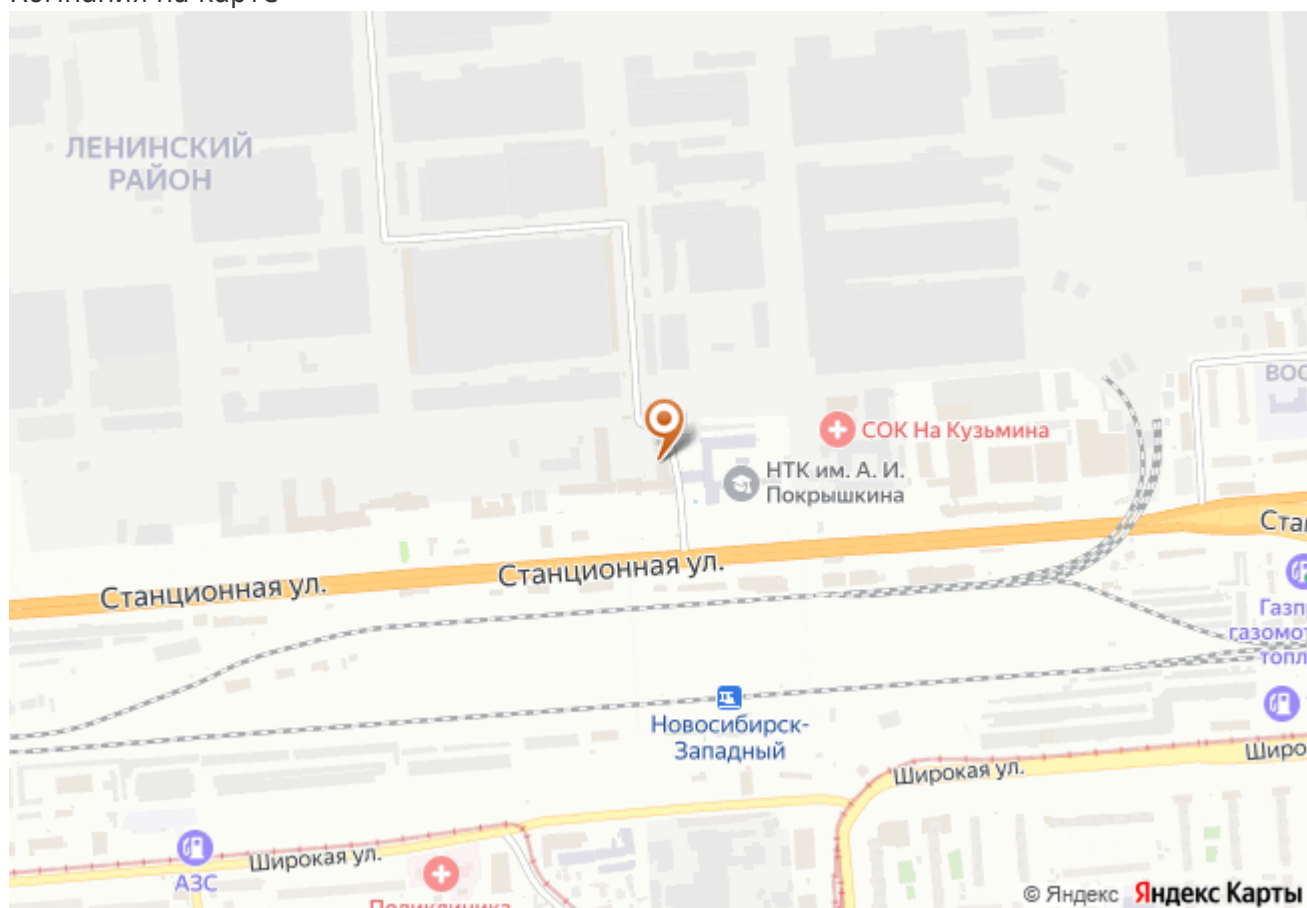 ЛЕНИНСКИЙ
РАЙОН
СОК На Кузьмина
НТК им. А. И.
Покрышкина
Станционная ул.
Станционная ул.
Новосибирск-
Западный
Широкая ул.
Широкая ул.
АЗС
© Яндекс Яндекс Карты